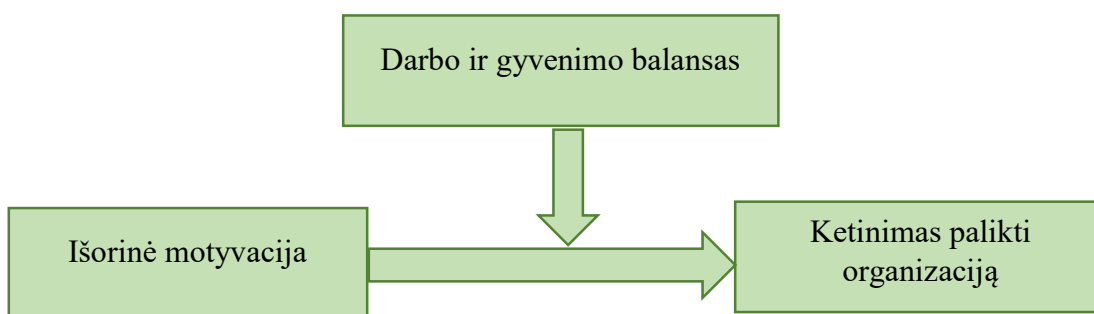 Darbo ir gyvenimo balansas
Išorinė motyvacija
Ketinimas palikti
organizaciją